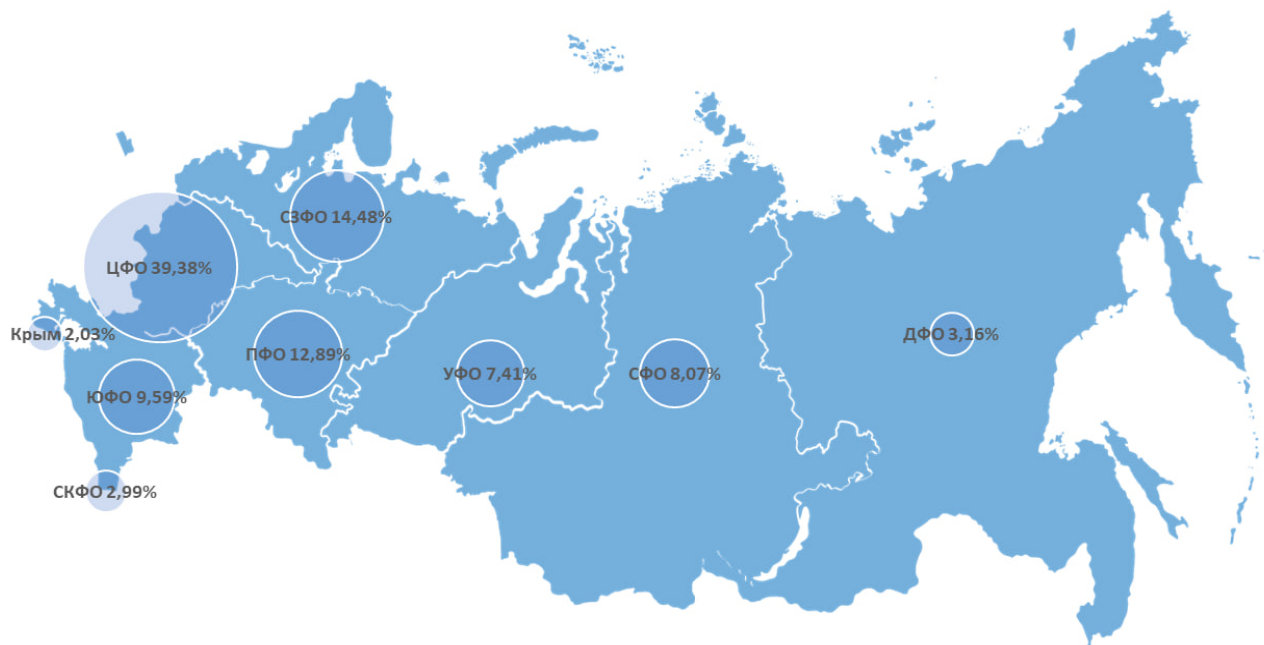 СЗФО 14,48%
ЦФО 39,38%
Крым 2,03%
ДФО 3,16%
ПФО 12,89%
УФО 7,41%
СФО 8,07%
ЮФО 9,59%
СКФО 2,99%